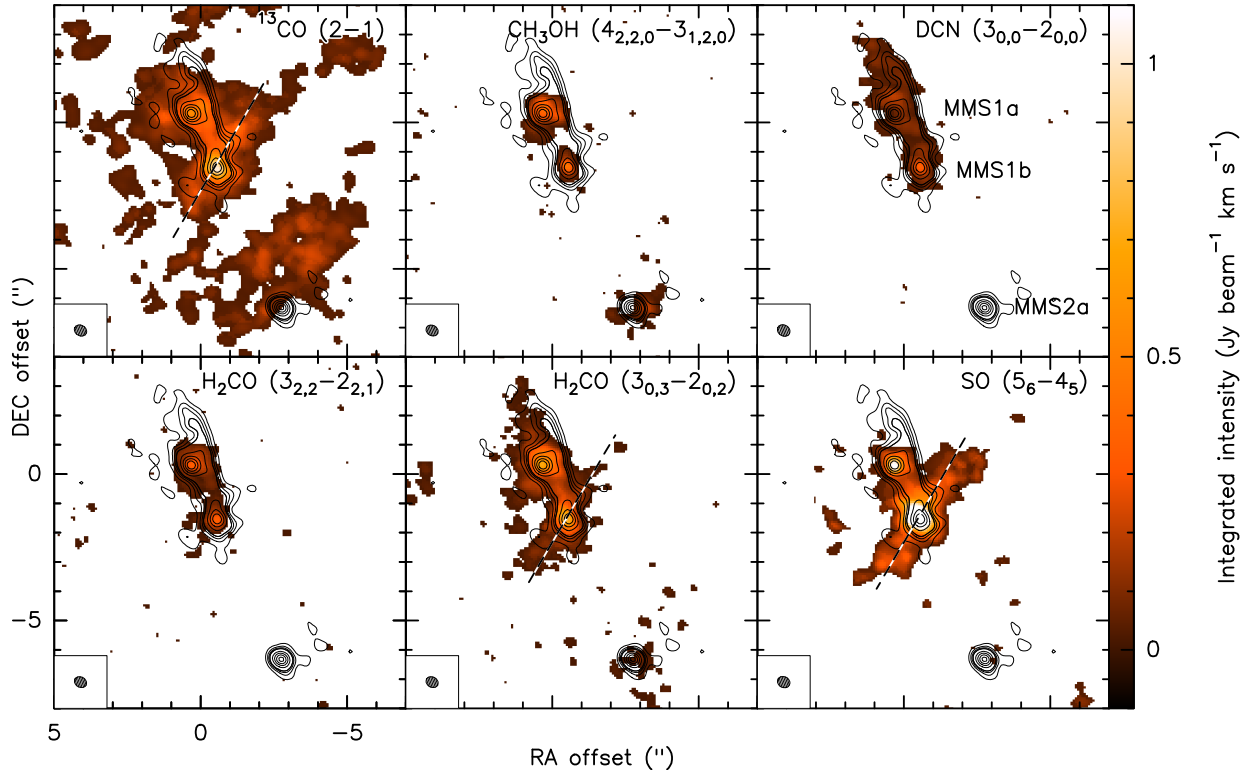 ¹³CO (2−1)
CH₃OH (4₂,₂,₀−3₁,₂,₀)
DCN (3₀,₀−2₀,₀)
MMS1a
MMS1b
MMS2a
H₂CO (3₂,₂−2₂,₁)
H₂CO (3₀,₃−2₀,₂)
SO (5₆−4₅)
DEC offset (")
0
−5
5
0
−5
RA offset (")
1
0.5
0
Integrated intensity (Jy beam⁻¹ km s⁻¹)